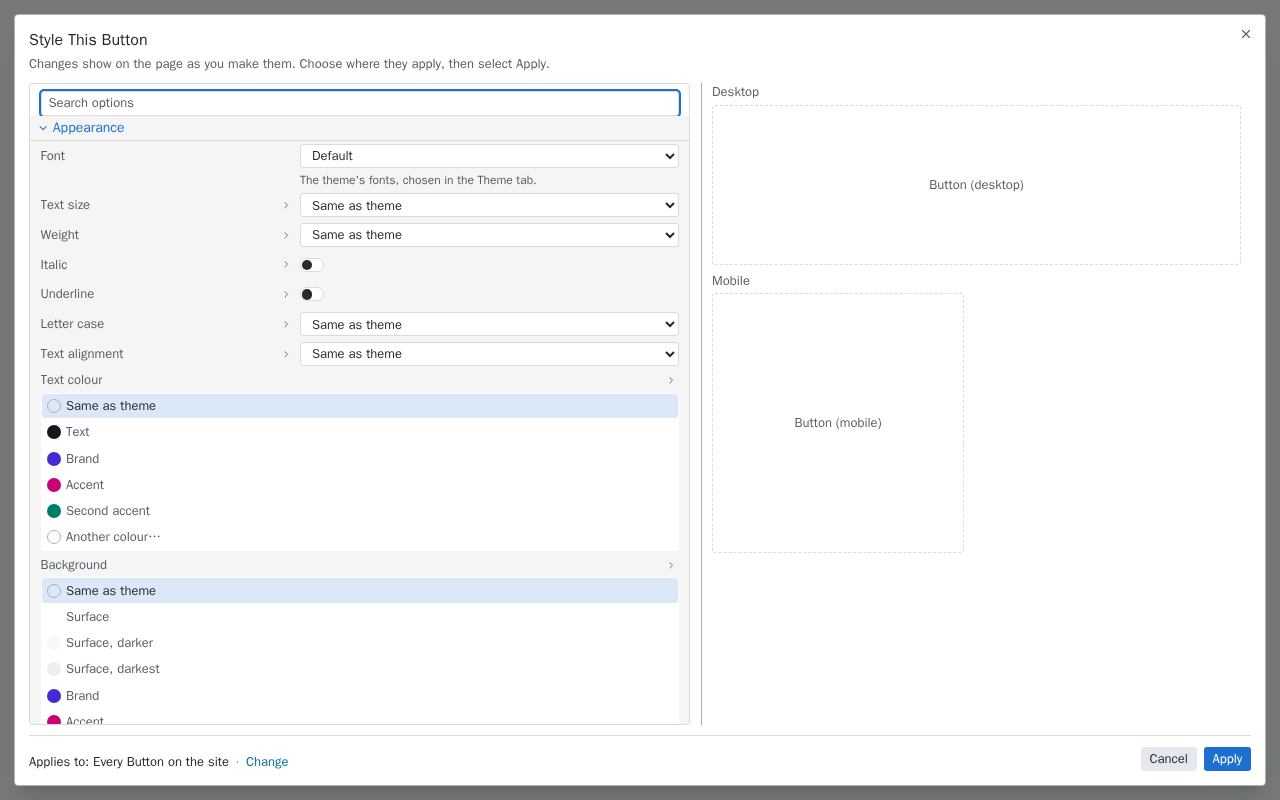 Style This Button
×
Changes show on the page as you make them. Choose where they apply, then select Apply.
Search options
Appearance
Font
Default
The theme's fonts, chosen in the Theme tab.
Text size
Same as theme
Weight
Same as theme
Italic
Underline
Letter case
Same as theme
Text alignment
Same as theme
Text colour
Same as theme
Text
Brand
Accent
Second accent
Another colour…
Background
Same as theme
Surface
Surface, darker
Surface, darkest
Brand
Accent
Desktop
Button (desktop)
Mobile
Button (mobile)
Applies to: Every Button on the site · Change
Cancel
Apply